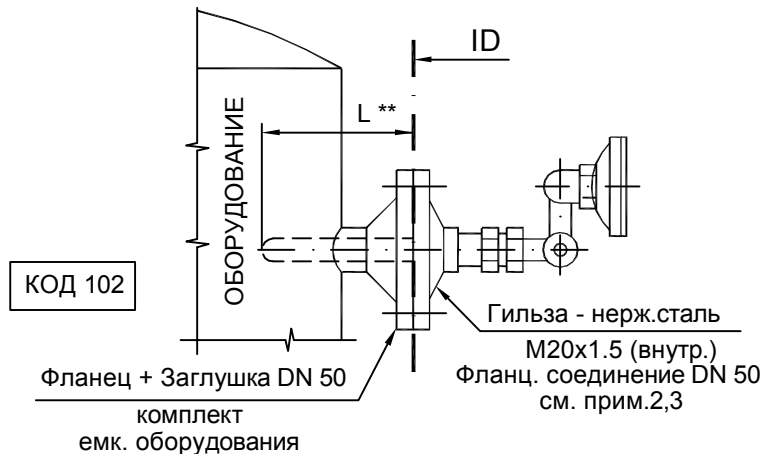 ID
L **
ОБОРУДОВАНИЕ
КОД 102
Гильза - нерж.сталь
М20х1.5 (внутр.)
Фланц. соединение DN 50
см. прим.2,3
Фланец + Заглушка DN 50
комплект
емк. оборудования